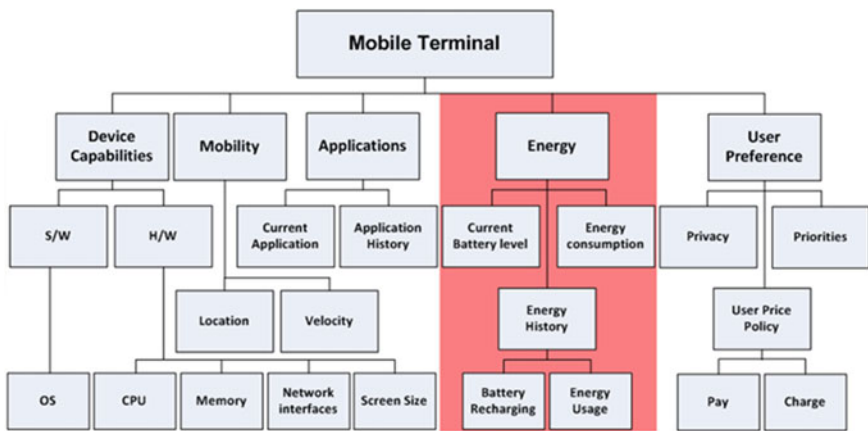 Mobile Terminal
Device
Capabilities
Mobility
Applications
Energy
User
Preference
S/W
H/W
Current
Application
Application
History
Current
Battery level
Energy
consumption
Privacy
Priorities
Location
Velocity
Energy
History
User Price
Policy
OS
CPU
Memory
Network
interfaces
Screen Size
Battery
Recharging
Energy
Usage
Pay
Charge